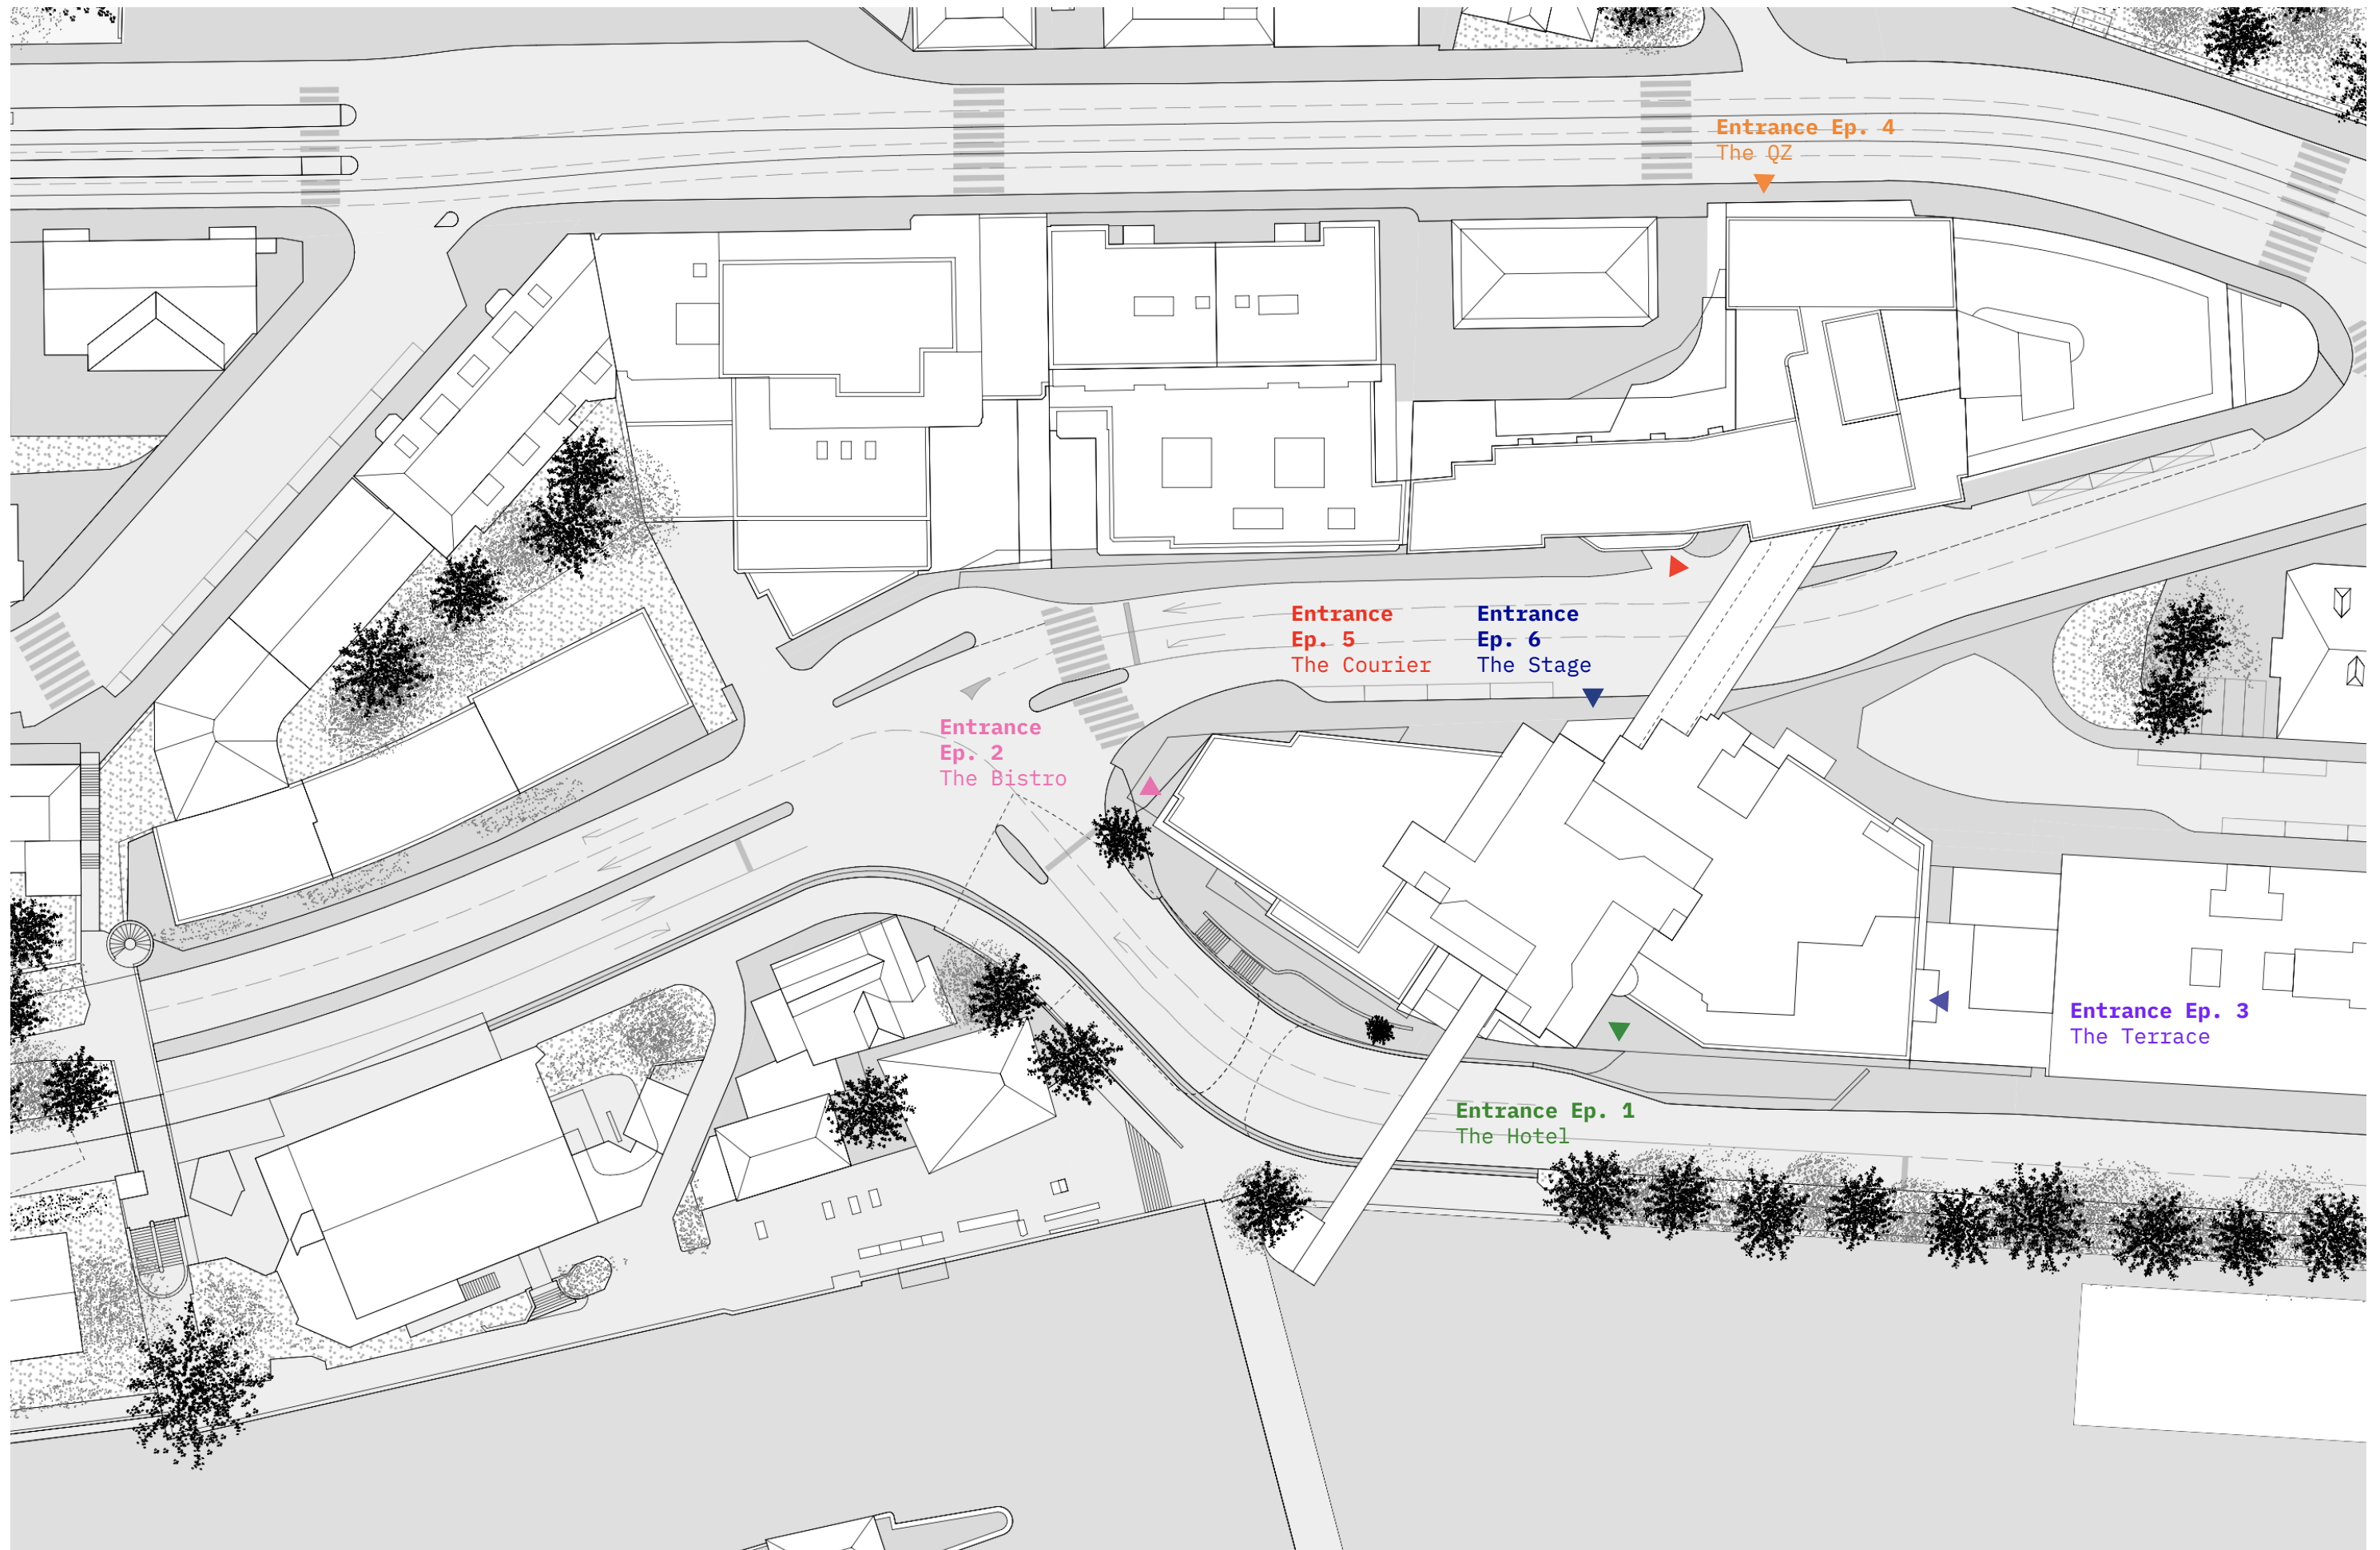 Entrance Ep. 4
The QZ
Entrance
Ep. 5
The Courier
Entrance
Ep. 6
The Stage
Entrance
Ep. 2
The Bistro
Entrance Ep. 3
The Terrace
Entrance Ep. 1
The Hotel